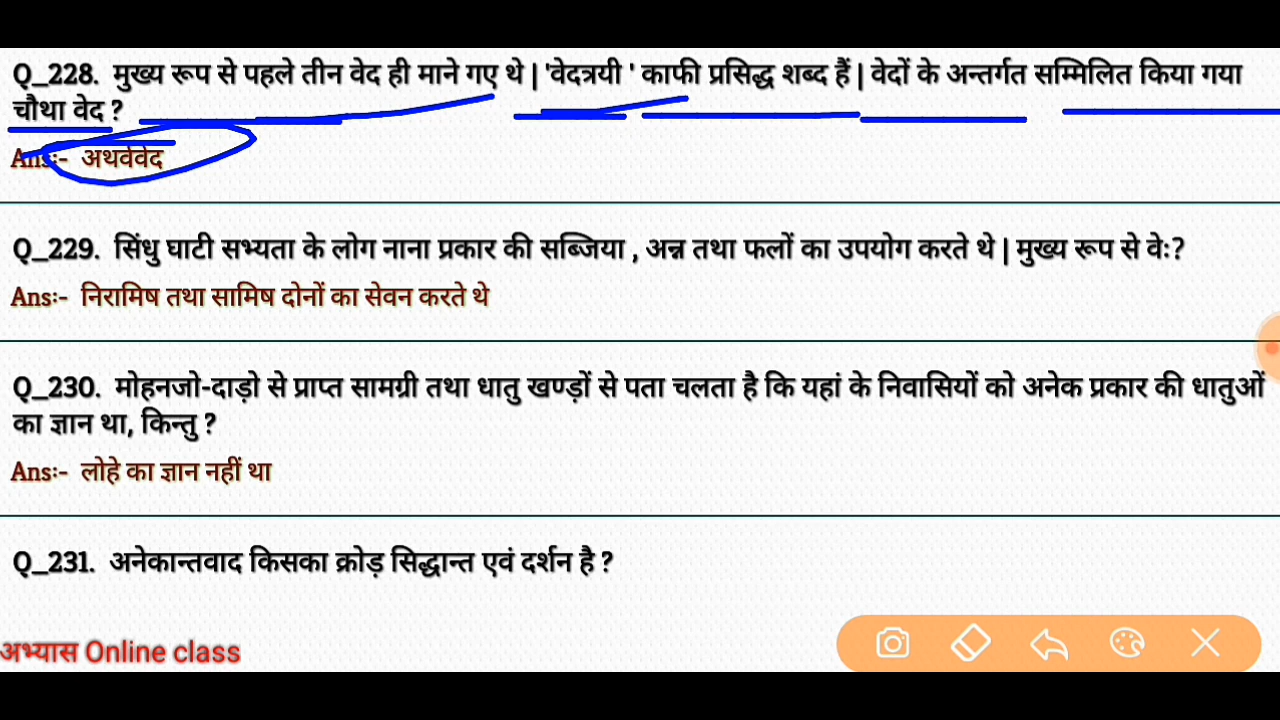 Q_228. मुख्य रूप से पहले तीन वेद ही माने गए थे | 'वेदत्रयी ' काफी प्रसिद्ध शब्द हैं | वेदों के अन्तर्गत सम्मिलित किया गया
चौथा वेद ?
Ans:- अथर्ववेद
Q_229. सिंधु घाटी सभ्यता के लोग नाना प्रकार की सब्जिया , अन्न तथा फलों का उपयोग करते थे | मुख्य रूप से वेः?
Ans:- निरामिष तथा सामिष दोनों का सेवन करते थे
Q_230. मोहनजो-दाड़ो से प्राप्त सामग्री तथा धातु खण्ड़ों से पता चलता है कि यहां के निवासियों को अनेक प्रकार की धातुओं
का ज्ञान था, किन्तु ?
Ans:- लोहे का ज्ञान नहीं था
Q_231. अनेकान्तवाद किसका क्रोड़ सिद्धान्त एवं दर्शन है ?
अभ्यास Online class